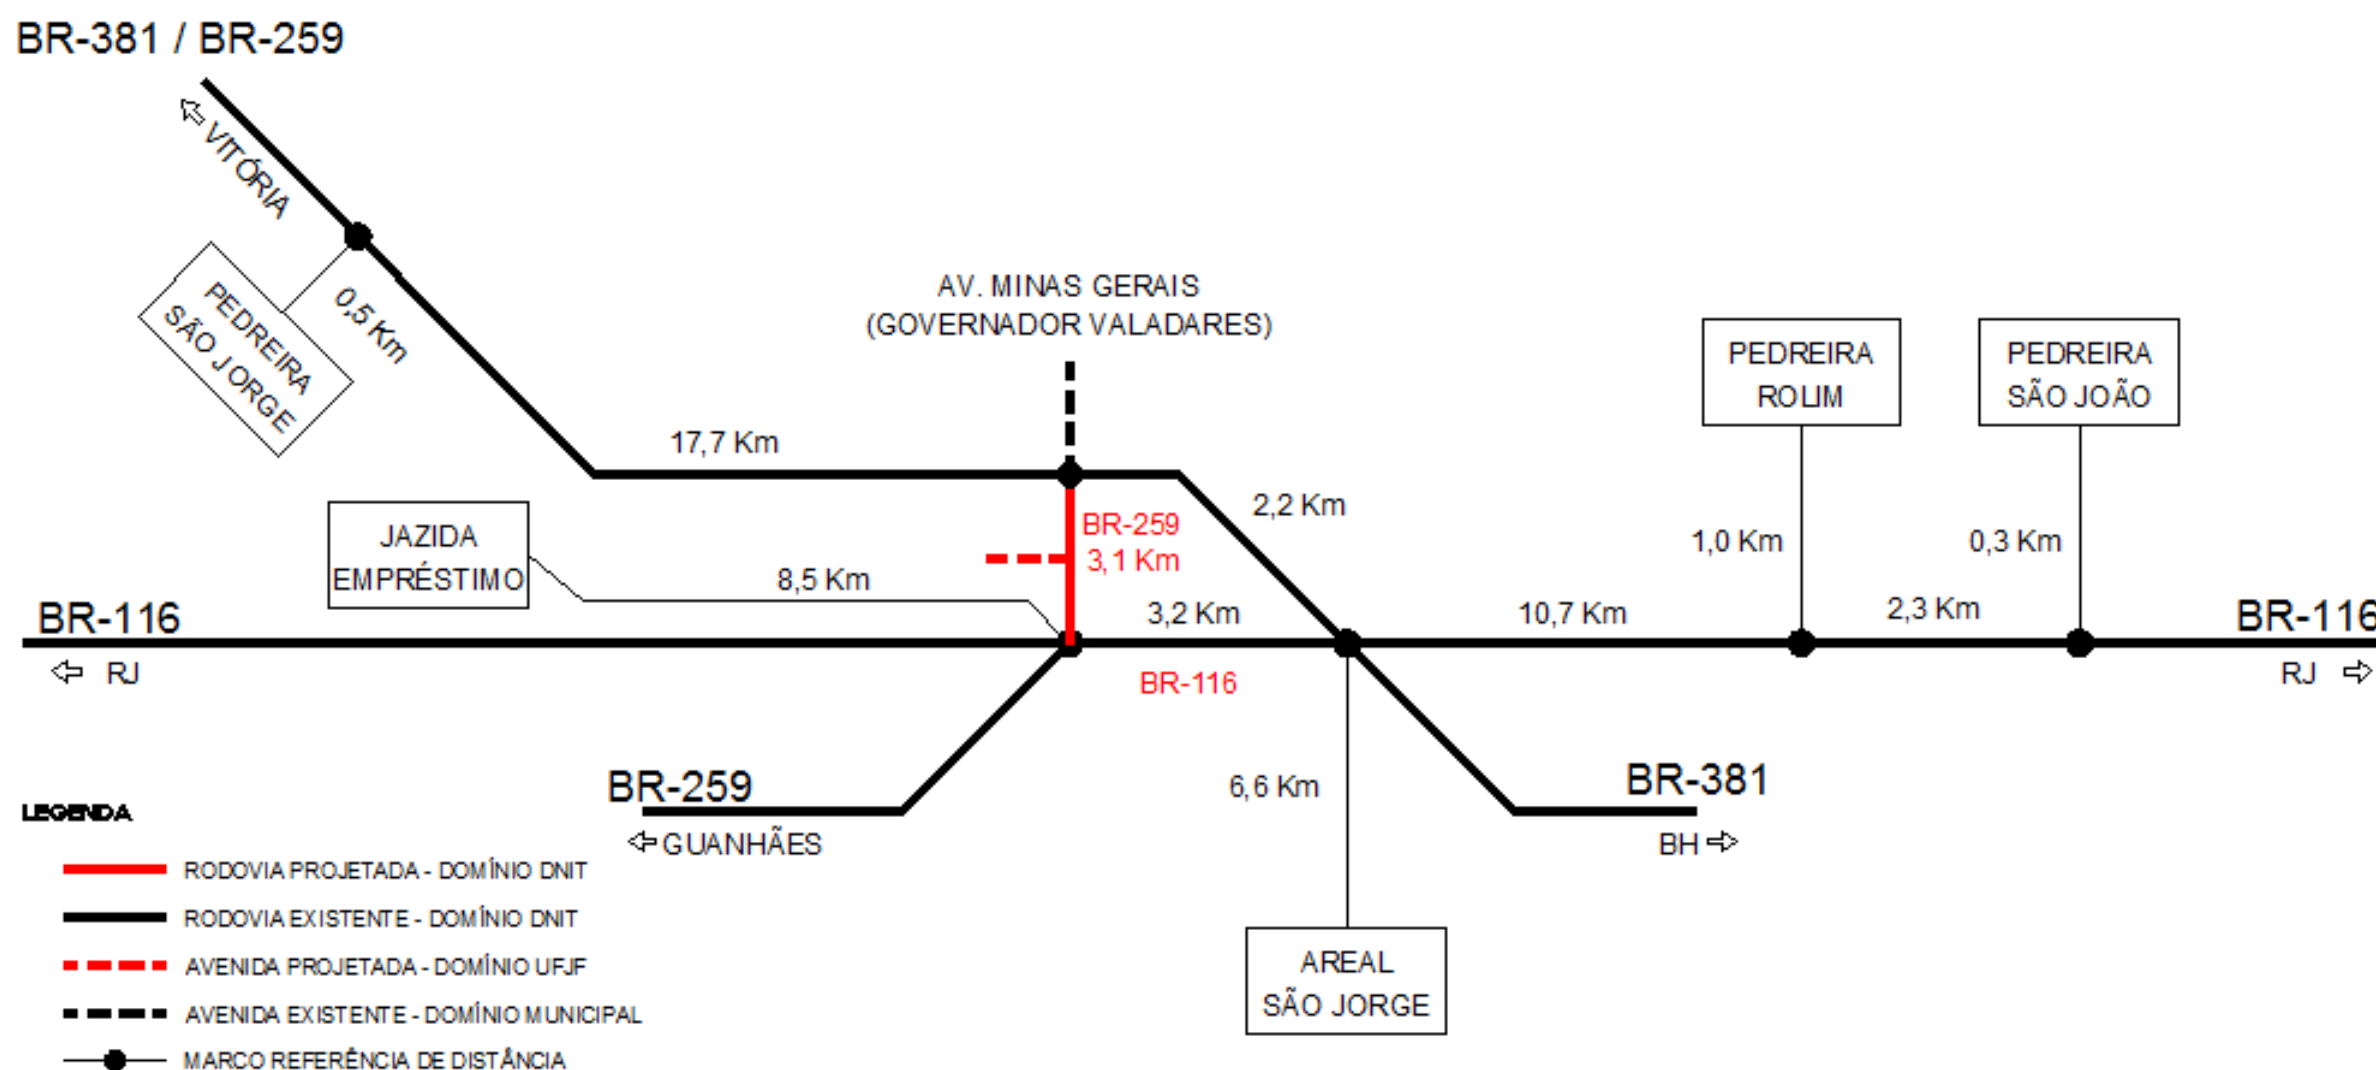 BR-381 / BR-259
VITÓRIA
PEDREIRA
SÃO JORGE
0,5 Km
AV. MINAS GERAIS
(GOVERNADOR VALADARES)
PEDREIRA
ROLIM
PEDREIRA
SÃO JOÃO
17,7 Km
2,2 Km
JAZIDA
EMPRÉSTIMO
8,5 Km
BR-259
3,1 Km
1,0 Km
0,3 Km
BR-116
3,2 Km
10,7 Km
2,3 Km
BR-116
RJ
BR-116
RJ
BR-259
GUANHÃES
6,6 Km
BR-381
BH
AREAL
SÃO JORGE
LEGENDA
RODOVIA PROJETADA - DOMÍNIO DNIT
RODOVIA EXISTENTE - DOMÍNIO DNIT
AVENIDA PROJETADA - DOMÍNIO UFJF
AVENIDA EXISTENTE - DOMÍNIO MUNICIPAL
MARCO REFERÊNCIA DE DISTÂNCIA